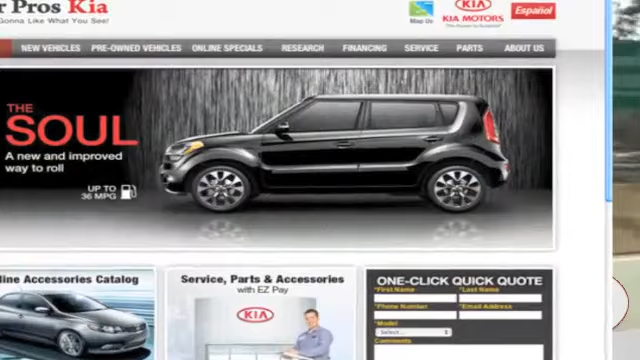 r Pros Kia
Gonna Like What You See!
Map Us
KIA
KIA MOTORS
Español
NEW VEHICLES PRE-OWNED VEHICLES ONLINE SPECIALS RESEARCH FINANCING SERVICE PARTS ABOUT US
THE
SOUL
A new and improved
way to roll
UP TO
36 MPG
line Accessories Catalog
Service, Parts & Accessories
with EZ Pay
KIA
ONE-CLICK QUICK QUOTE
*First Name *Last Name
*Phone Number *Email Address
*Model
Select...
Comments